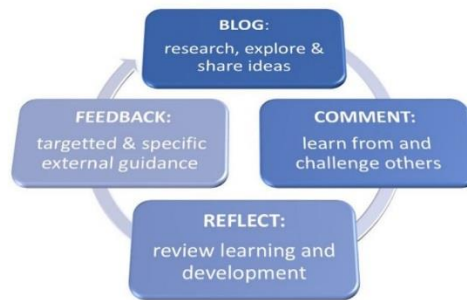 BLOG:
research, explore &
share ideas
COMMENT:
learn from and
challenge others
REFLECT:
review learning and
development
FEEDBACK:
targetted & specific
external guidance